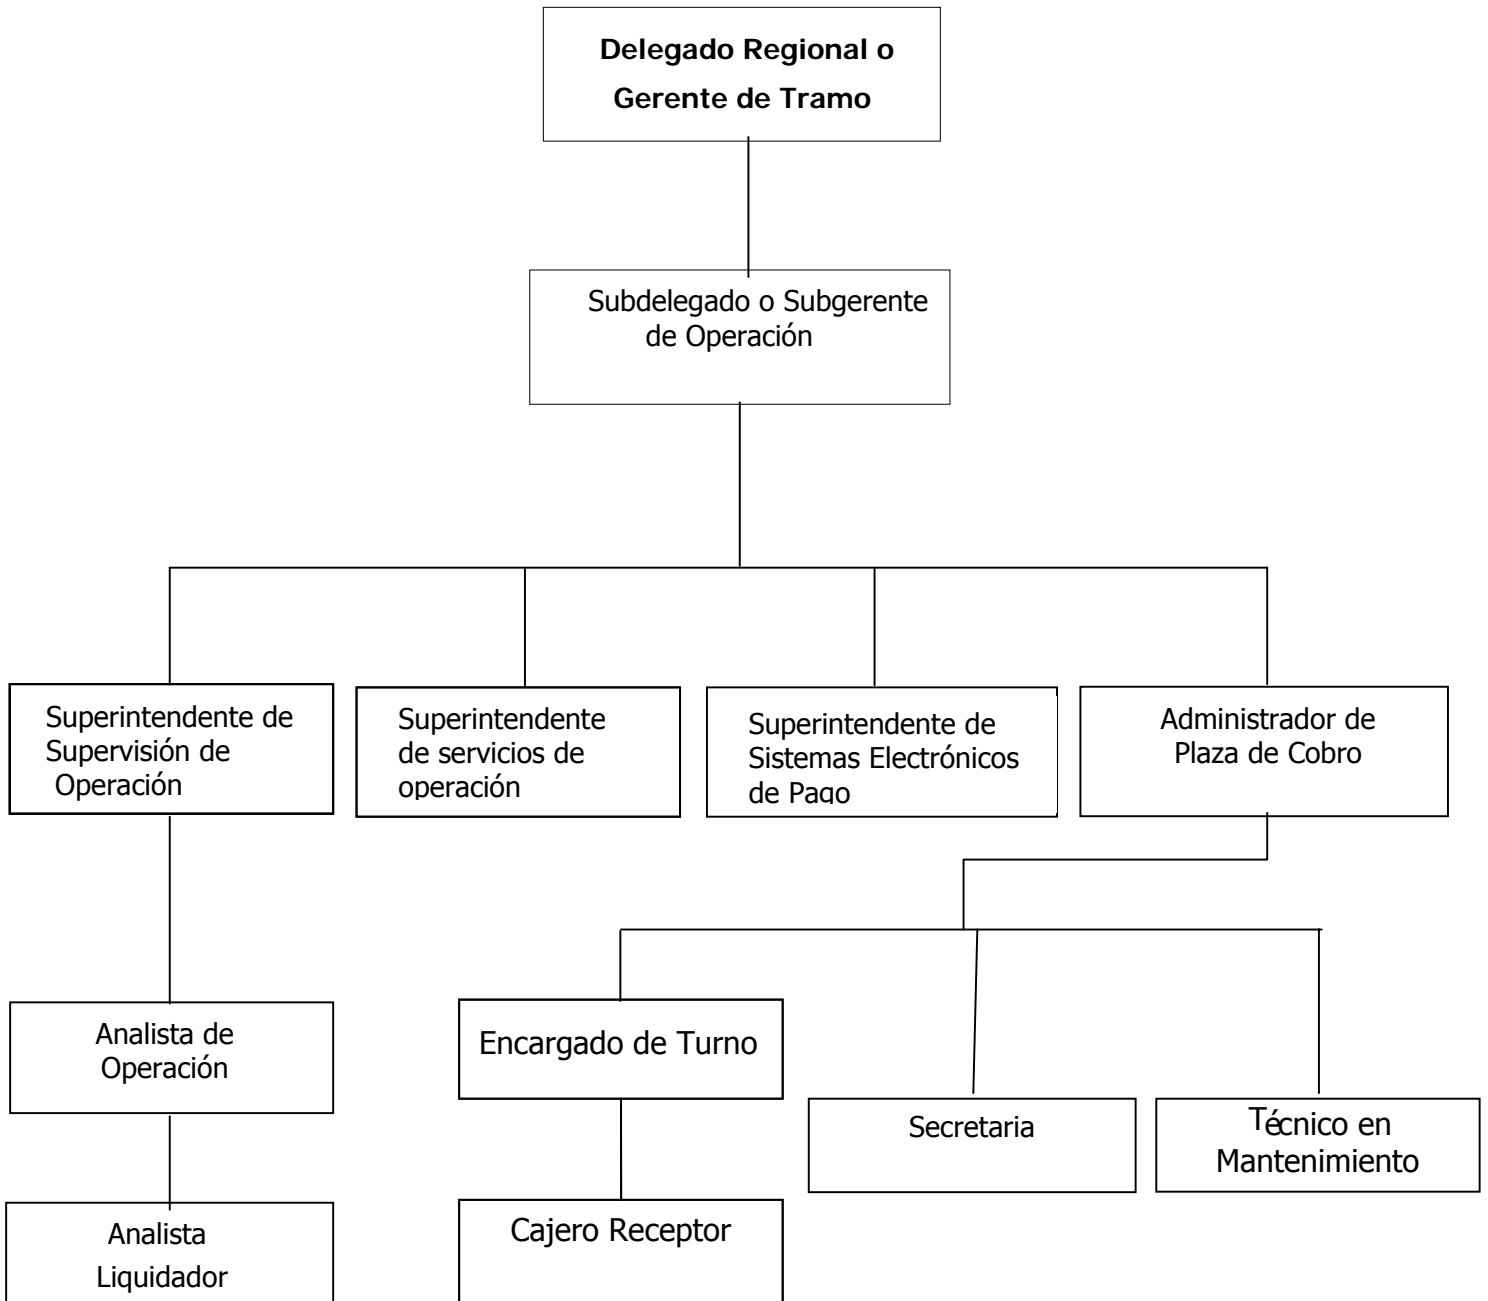 Delegado Regional o
Gerente de Tramo
Subdelegado o Subgerente
de Operación
Superintendente de
Supervisión de
Operación
Superintendente
de servicios de
operación
Superintendente de
Sistemas Electrónicos
de Pago
Administrador de
Plaza de Cobro
Analista de
Operación
Encargado de Turno
Secretaria
Técnico en
Mantenimiento
Analista
Liquidador
Cajero Receptor